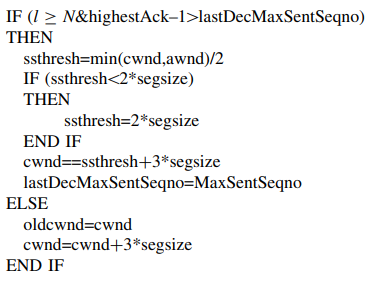 IF (l ≥ N&highestAck–1>lastDecMaxSentSeqno)
THEN
ssthresh=min(cwnd,awnd)/2
IF (ssthresh<2*segsize)
THEN
ssthresh=2*segsize
END IF
cwnd==ssthresh+3*segsize
lastDecMaxSentSeqno=MaxSentSeqno
ELSE
oldcwnd=cwnd
cwnd=cwnd+3*segsize
END IF